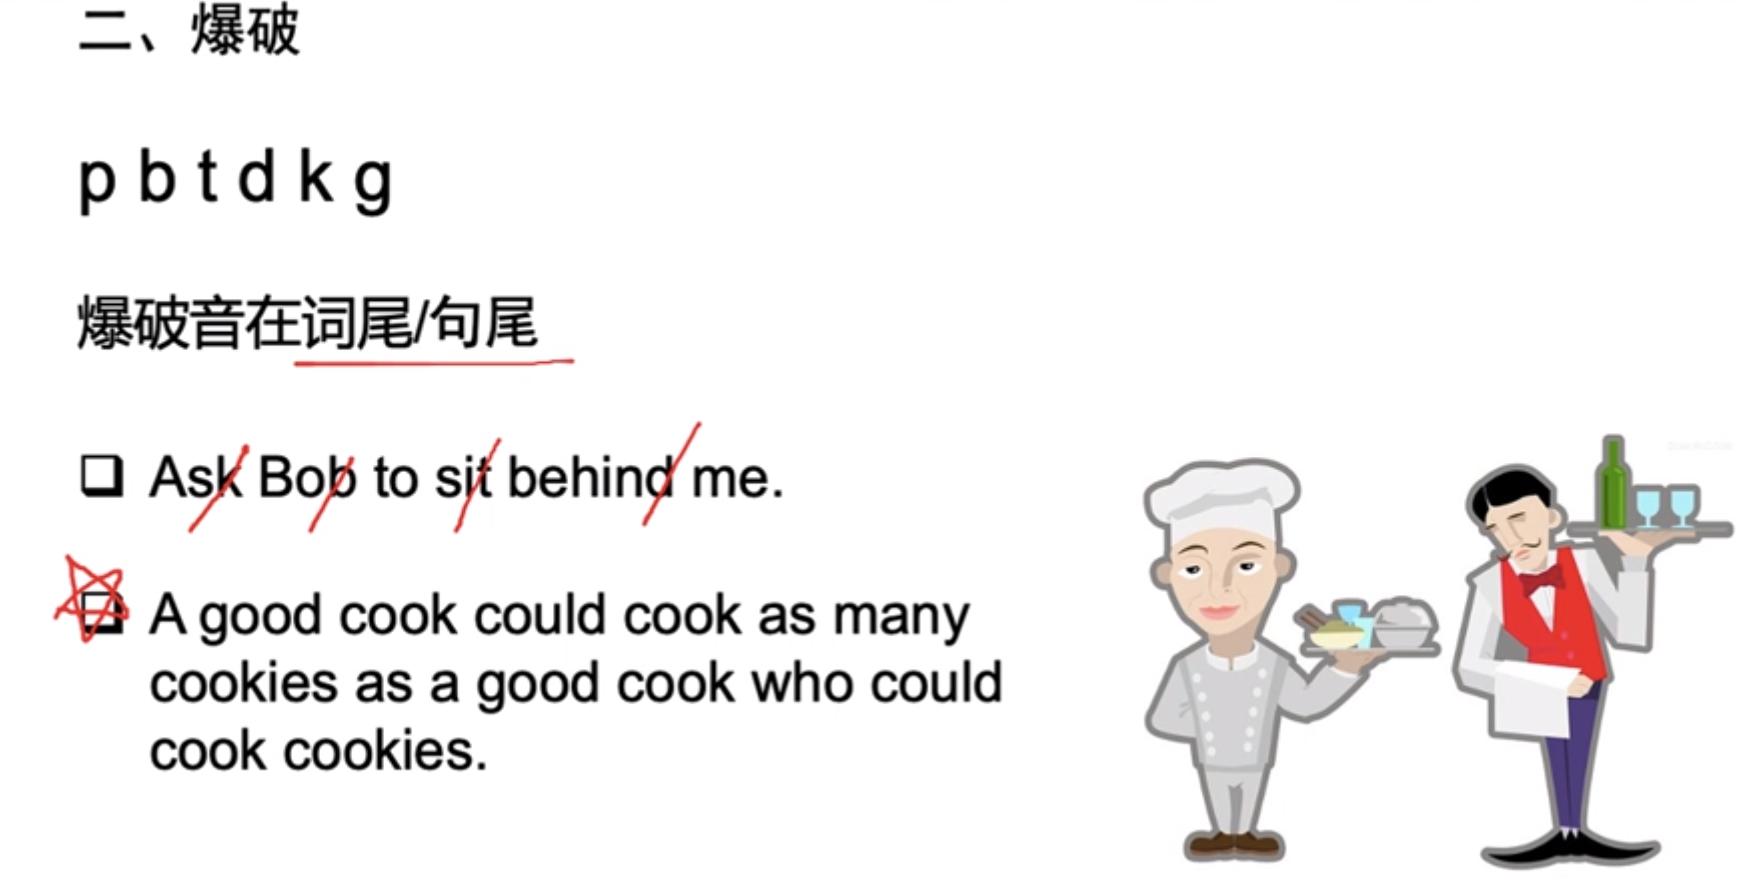 二、爆破
p b t d k g
爆破音在词尾/句尾
Ask Bob to sit behind me.
A good cook could cook as many
cookies as a good cook who could
cook cookies.